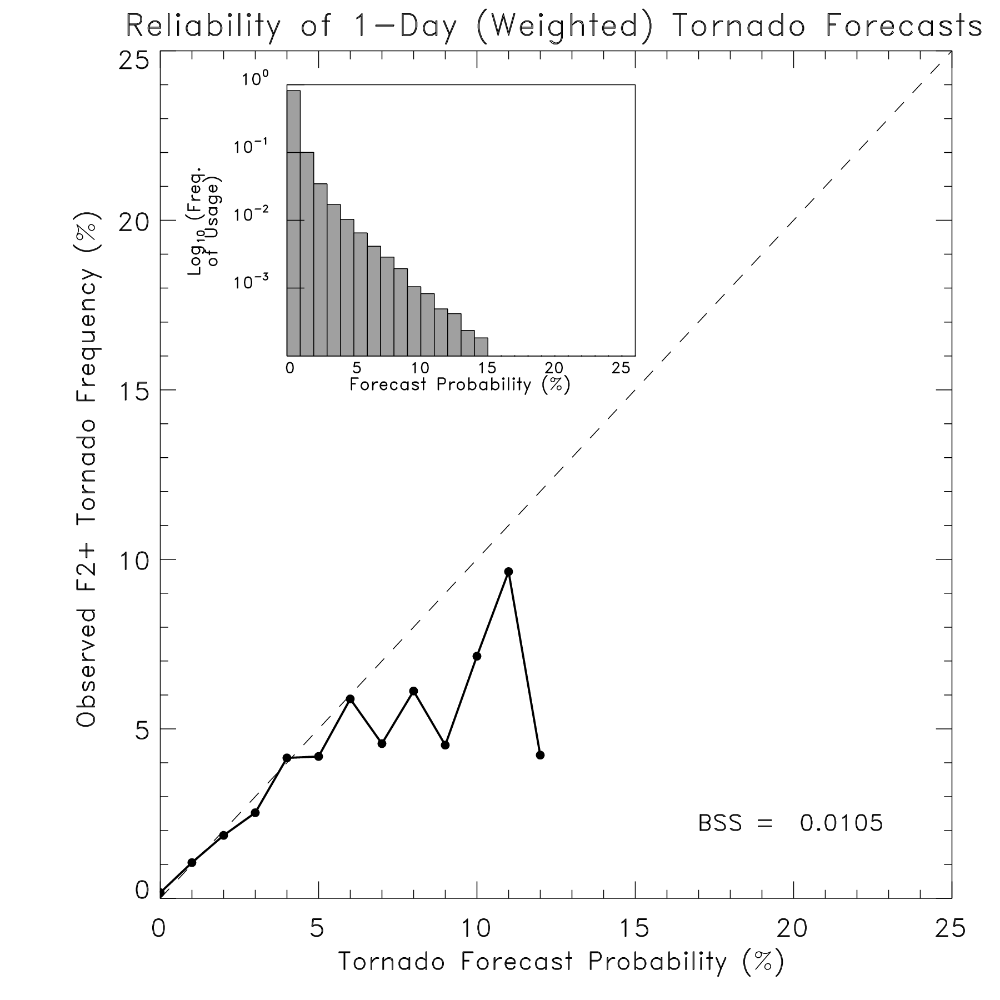 Reliability of 1-Day (Weighted) Tornado Forecasts
25
20
15
10
5
0
Observed F2+ Tornado Frequency (%)
10⁰
10⁻¹
10⁻²
10⁻³
Log₁₀ (Freq.
of Usage)
0 5 10 15 20 25
Forecast Probability (%)
BSS = 0.0105
0 5 10 15 20 25
Tornado Forecast Probability (%)